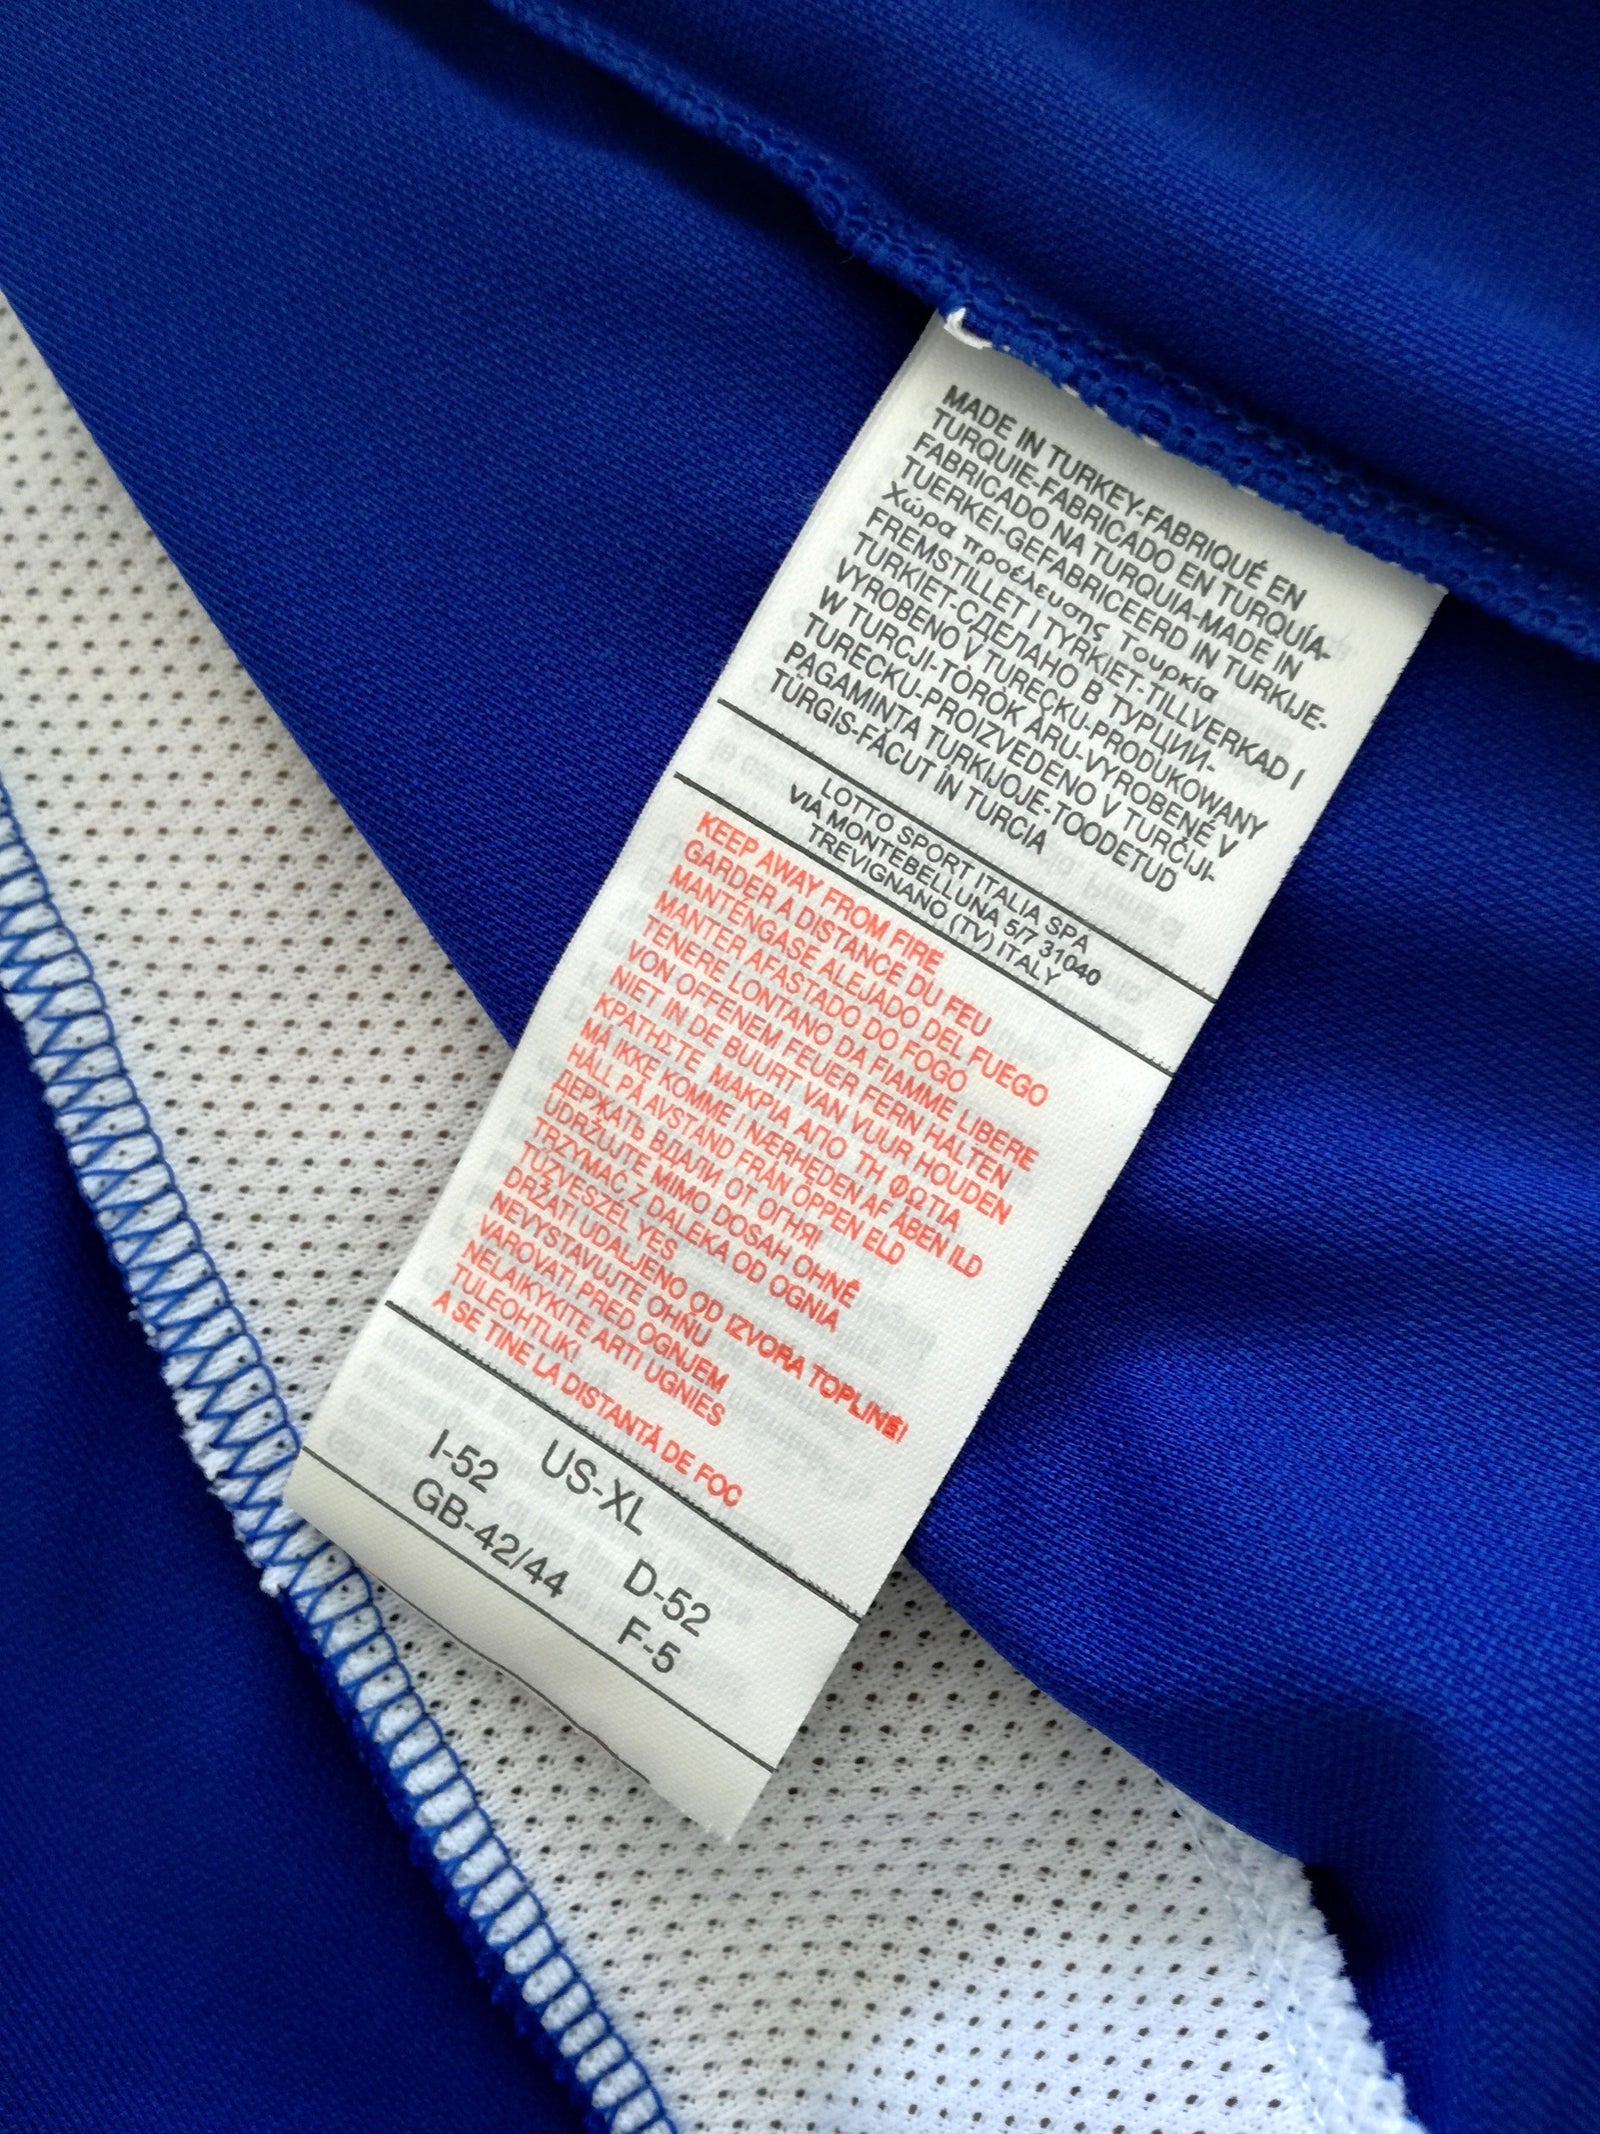 MADE IN TURKEY-FABRIQUÉ EN
TURQUIE-FABRICADO EN TURQUÍA-
FABRICADO NA TURQUIA-MADE IN
TUERKEI-GEFABRICEERD IN TURKIJE-
Χώρα προέλευσης Τουρκία
FREMSTILLET I TYRKIET-TILLVERKAD I
TURKIET-СДЕЛАНО В ТУРЦИИ-
VYROBENO V TURECKU-PRODUKOWANY
W TURCJI-TÖRÖK ÁRU-VYROBENÉ V
TURECKU-PROIZVEDENO V TURČIJI-
PAGAMINTA TURKIJOJE-TOODETUD
TÜRGIS-FĂCUT ÎN TURCIA
LOTTO SPORT ITALIA SPA
VIA MONTEBELLUNA 5/7 31040
TREVIGNANO (TV) ITALY
KEEP AWAY FROM FIRE
GARDER A DISTANCE DU FEU
MANTÉNGASE ALEJADO DEL FUEGO
MANTER AFASTADO DO FOGO
TENERE LONTANO DA FIAMME LIBERE
VON OFFENEM FEUER FERN HALTEN
NIET IN DE BUURT VAN VUUR HOUDEN
ΚΡΑΤΗΣΤΕ ΜΑΚΡΙΑ ΑΠΟ ΤΗ ΦΩΤΙΑ
MÅ IKKE KOMME I NÆRHEDEN AF ÅBEN ILD
HÅLL PÅ AVSTÅND FRÅN ÖPPEN ELD
ДЕРЖАТЬ ВДАЛИ ОТ ОГНЯ!
UDRŽUJTE MIMO DOSAH OHNĚ
TRZYMAĆ Z DALEKA OD OGNIA
TŰZVESZÉLYES
DRŽATI UDALJENO OD IZVORA TOPLINE!
NEVYSTAVUJTE OHŇU
VAROVATI PRED OGNJEM
NELAIKYKITE ARTI UGNIES
TULEOHTLIK!
A SE TINE LA DISTANTĂ DE FOC
US-XL
I-52 D-52
GB-42/44 F-5